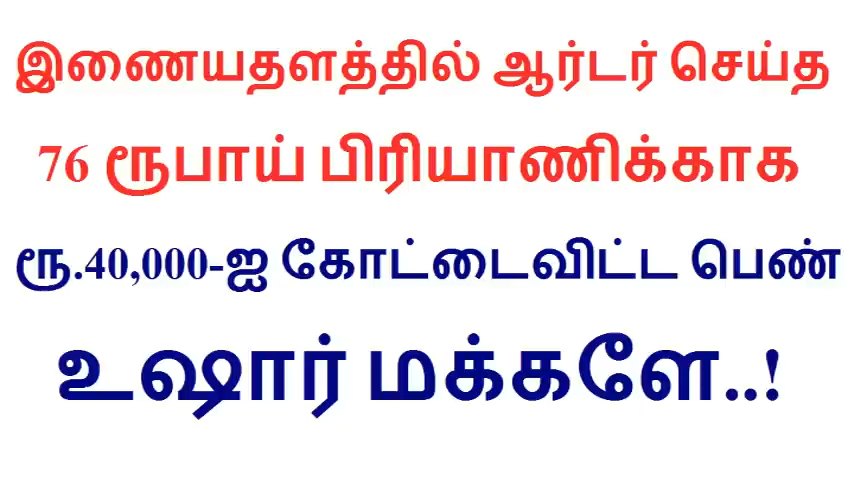 இணையதளத்தில் ஆர்டர் செய்த
76 ரூபாய் பிரியாணிக்காக
ரூ.40,000-ஐ கோட்டைவிட்ட பெண்
உஷார் மக்களே..!